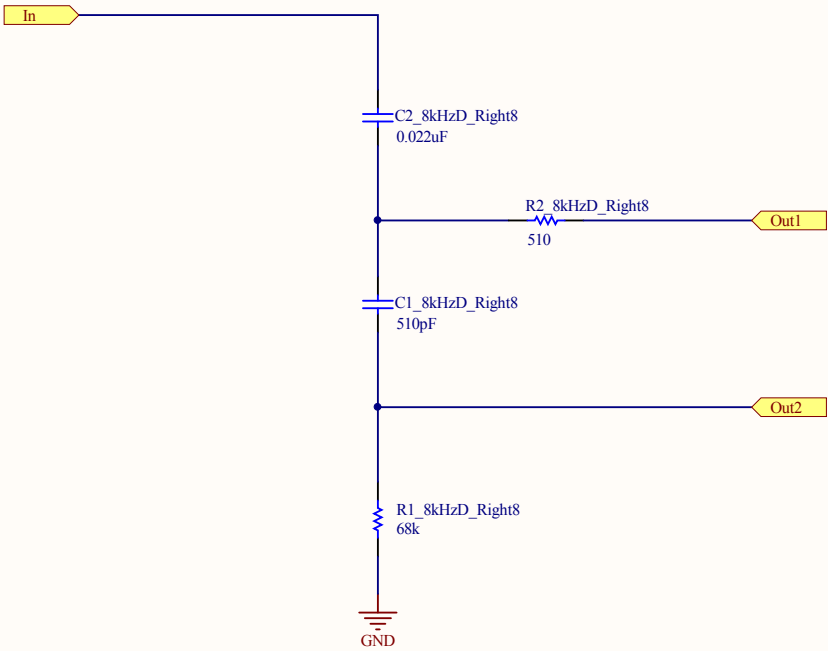 In
C2_8kHzD_Right8
0.022uF
R2_8kHzD_Right8
Out1
510
C1_8kHzD_Right8
510pF
Out2
R1_8kHzD_Right8
68k
GND